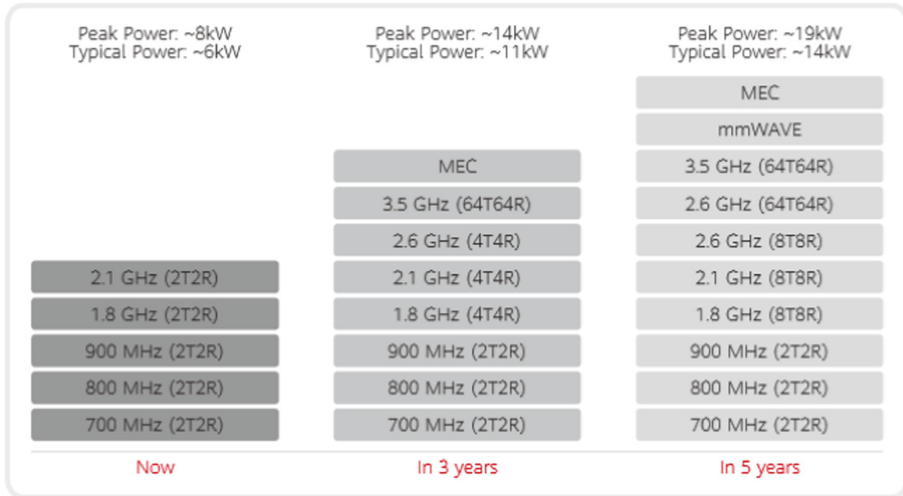 Peak Power: ~8kW
Typical Power: ~6kW
2.1 GHz (2T2R)
1.8 GHz (2T2R)
900 MHz (2T2R)
800 MHz (2T2R)
700 MHz (2T2R)
Now
Peak Power: ~14kW
Typical Power: ~11kW
MEC
3.5 GHz (64T64R)
2.6 GHz (4T4R)
2.1 GHz (4T4R)
1.8 GHz (4T4R)
900 MHz (2T2R)
800 MHz (2T2R)
700 MHz (2T2R)
In 3 years
Peak Power: ~19kW
Typical Power: ~14kW
MEC
mmWAVE
3.5 GHz (64T64R)
2.6 GHz (64T64R)
2.6 GHz (8T8R)
2.1 GHz (8T8R)
1.8 GHz (8T8R)
900 MHz (2T2R)
800 MHz (2T2R)
700 MHz (2T2R)
In 5 years